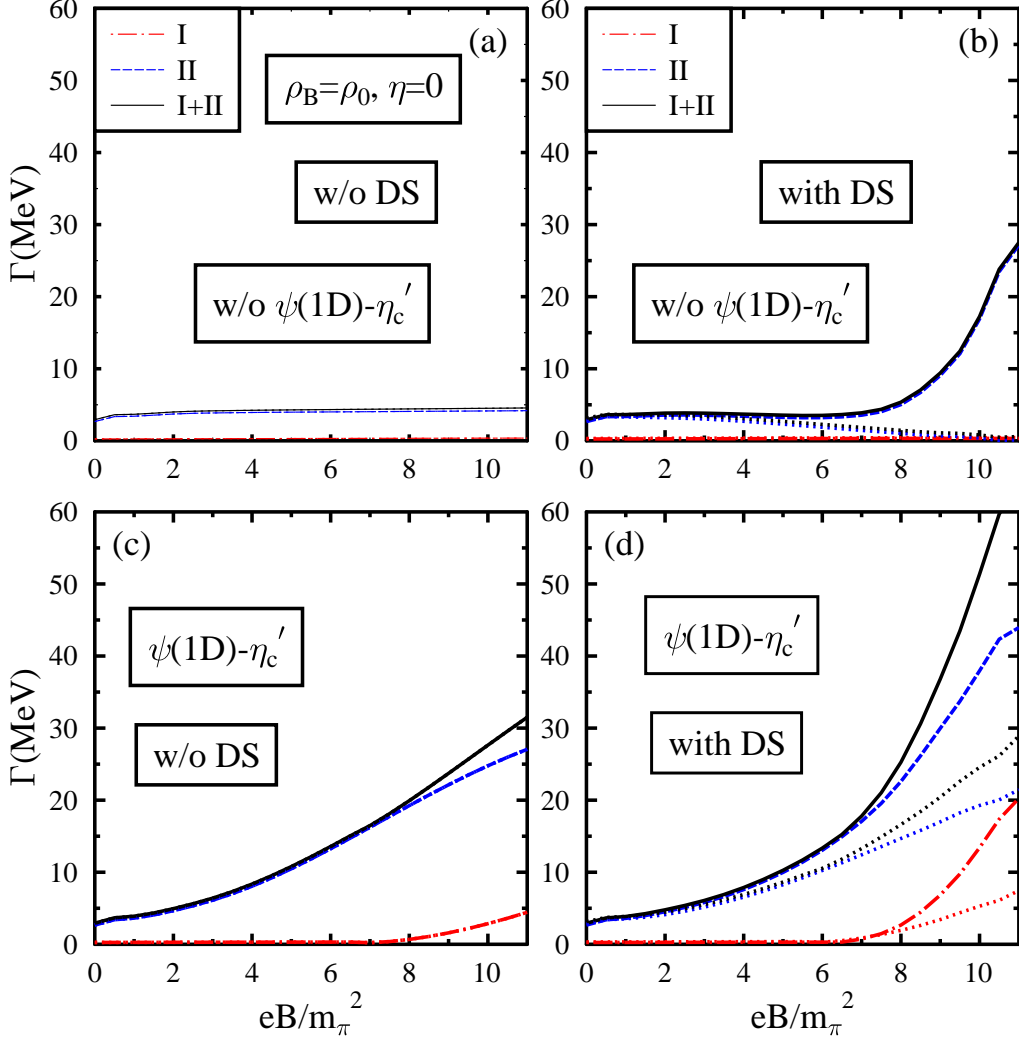 60
50
40
30
20
10
0
Γ(MeV)
I
II
I+II
(a)
ρB=ρ0, η=0
w/o DS
w/o ψ(1D)-ηc′
0 2 4 6 8 10
60
50
40
30
20
10
0
I
II
I+II
(b)
with DS
w/o ψ(1D)-ηc′
0 2 4 6 8 10
60
50
40
30
20
10
0
Γ(MeV)
(c)
ψ(1D)-ηc′
w/o DS
0 2 4 6 8 10
eB/mπ2
60
50
40
30
20
10
0
(d)
ψ(1D)-ηc′
with DS
0 2 4 6 8 10
eB/mπ2